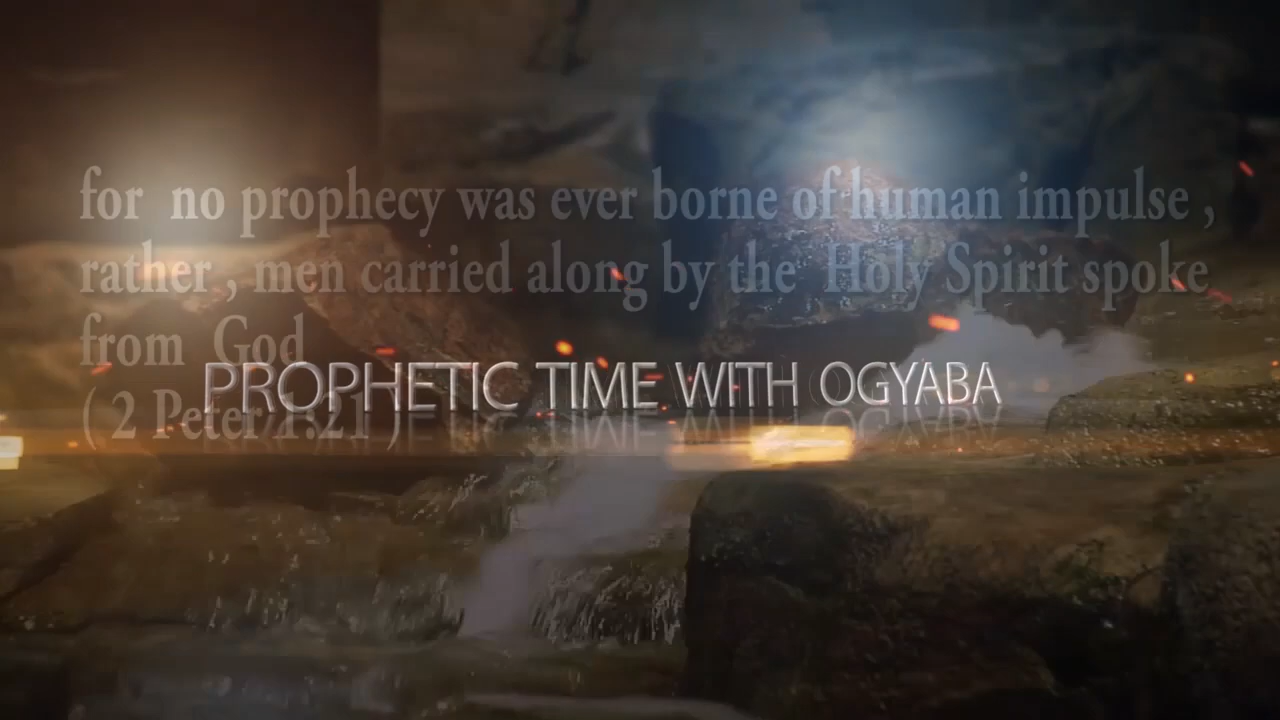 for no prophecy was ever borne of human impulse ,
rather , men carried along by the Holy Spirit spoke
from God
PROPHETIC TIME WITH OGYABA
( 2 Peter 1:21 )